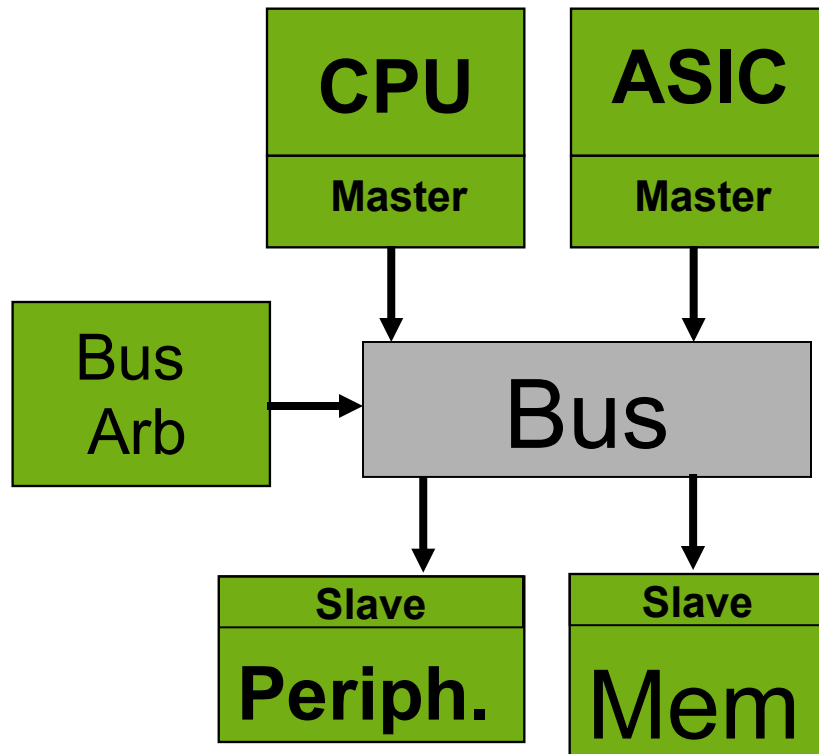 CPU
Master
ASIC
Master
Bus
Arb
Bus
Slave
Periph.
Slave
Mem